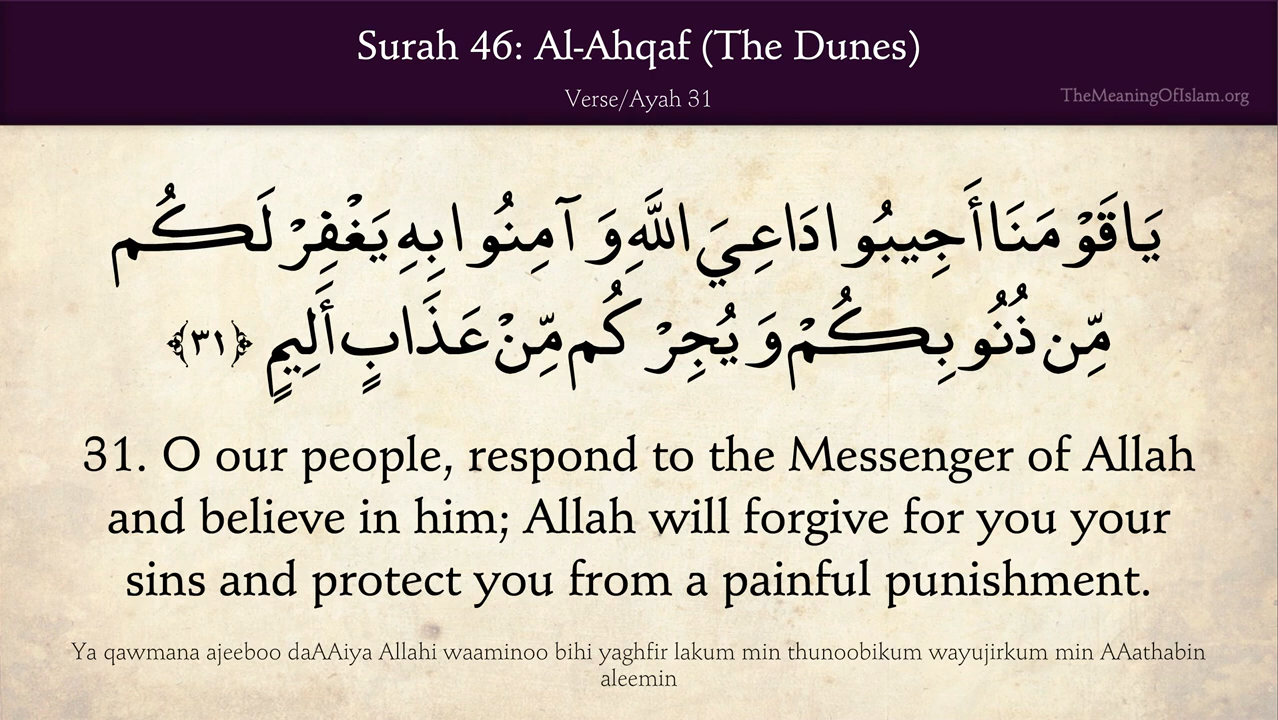 Surah 46: Al-Ahqaf (The Dunes)
Verse/Ayah 31
TheMeaningOfIslam.org
يَاقَوْمَنَا أَجِيبُوا دَاعِيَ اللَّهِ وَآمِنُوا بِهِ يَغْفِرْ لَكُم
مِّن ذُنُوبِكُمْ وَيُجِرْكُم مِّنْ عَذَابٍ أَلِيمٍ ﴿٣١﴾
31. O our people, respond to the Messenger of Allah
and believe in him; Allah will forgive for you your
sins and protect you from a painful punishment.
Ya qawmana ajeeboo daAAiya Allahi waaminoo bihi yaghfir lakum min thunoobikum wayujirkum min AAathabin
aleemin